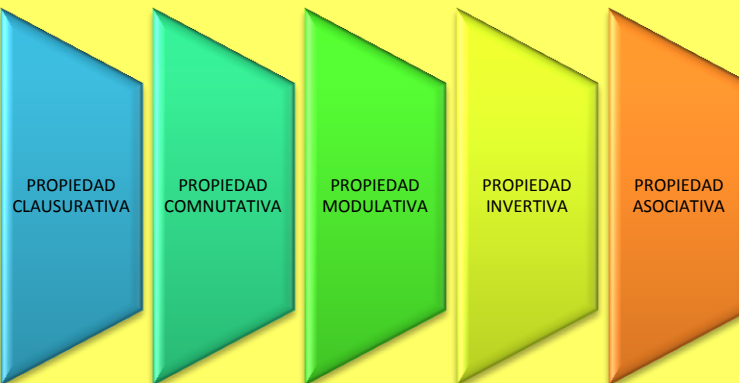 PROPIEDAD
CLAUSURATIVA
PROPIEDAD
COMNUTATIVA
PROPIEDAD
MODULATIVA
PROPIEDAD
INVERTIVA
PROPIEDAD
ASOCIATIVA